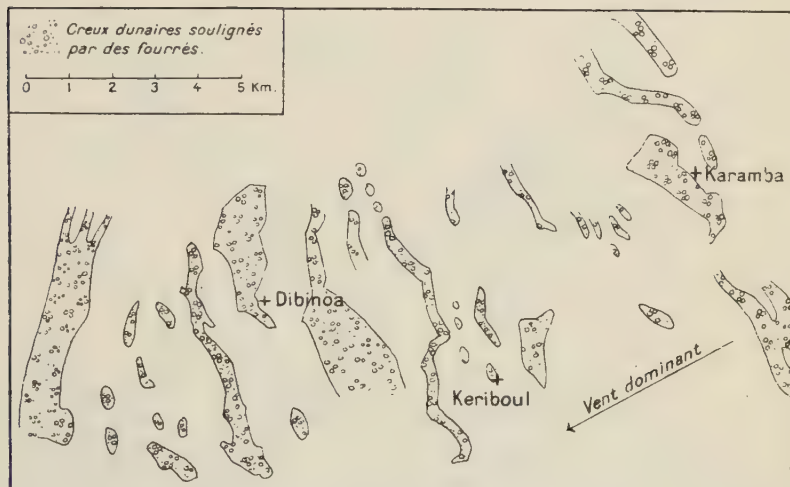 Creux dunaires soulignés
par des fourrés.
0 1 2 3 4 5 Km.
+Karamba
+Dibinoa
Keriboul
+
Vent dominant